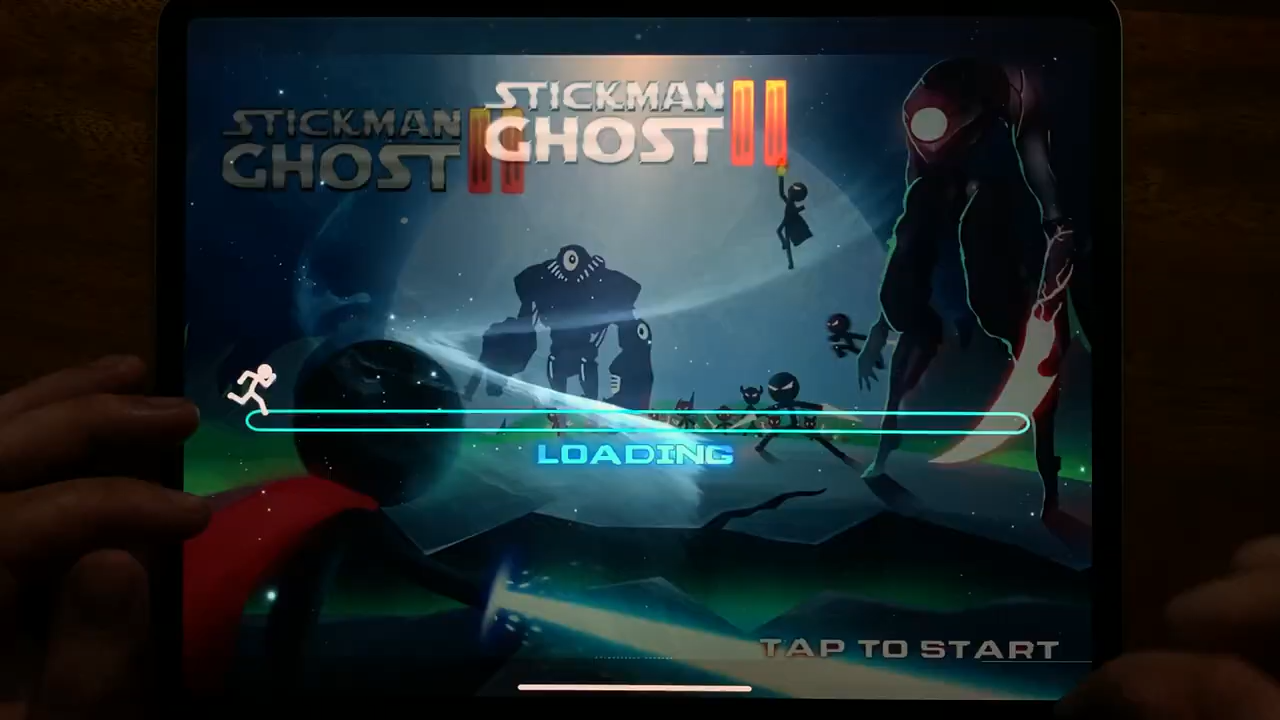 STICKMAN
GHOST II
STICKMAN
GHOST II
LOADING
TAP TO START